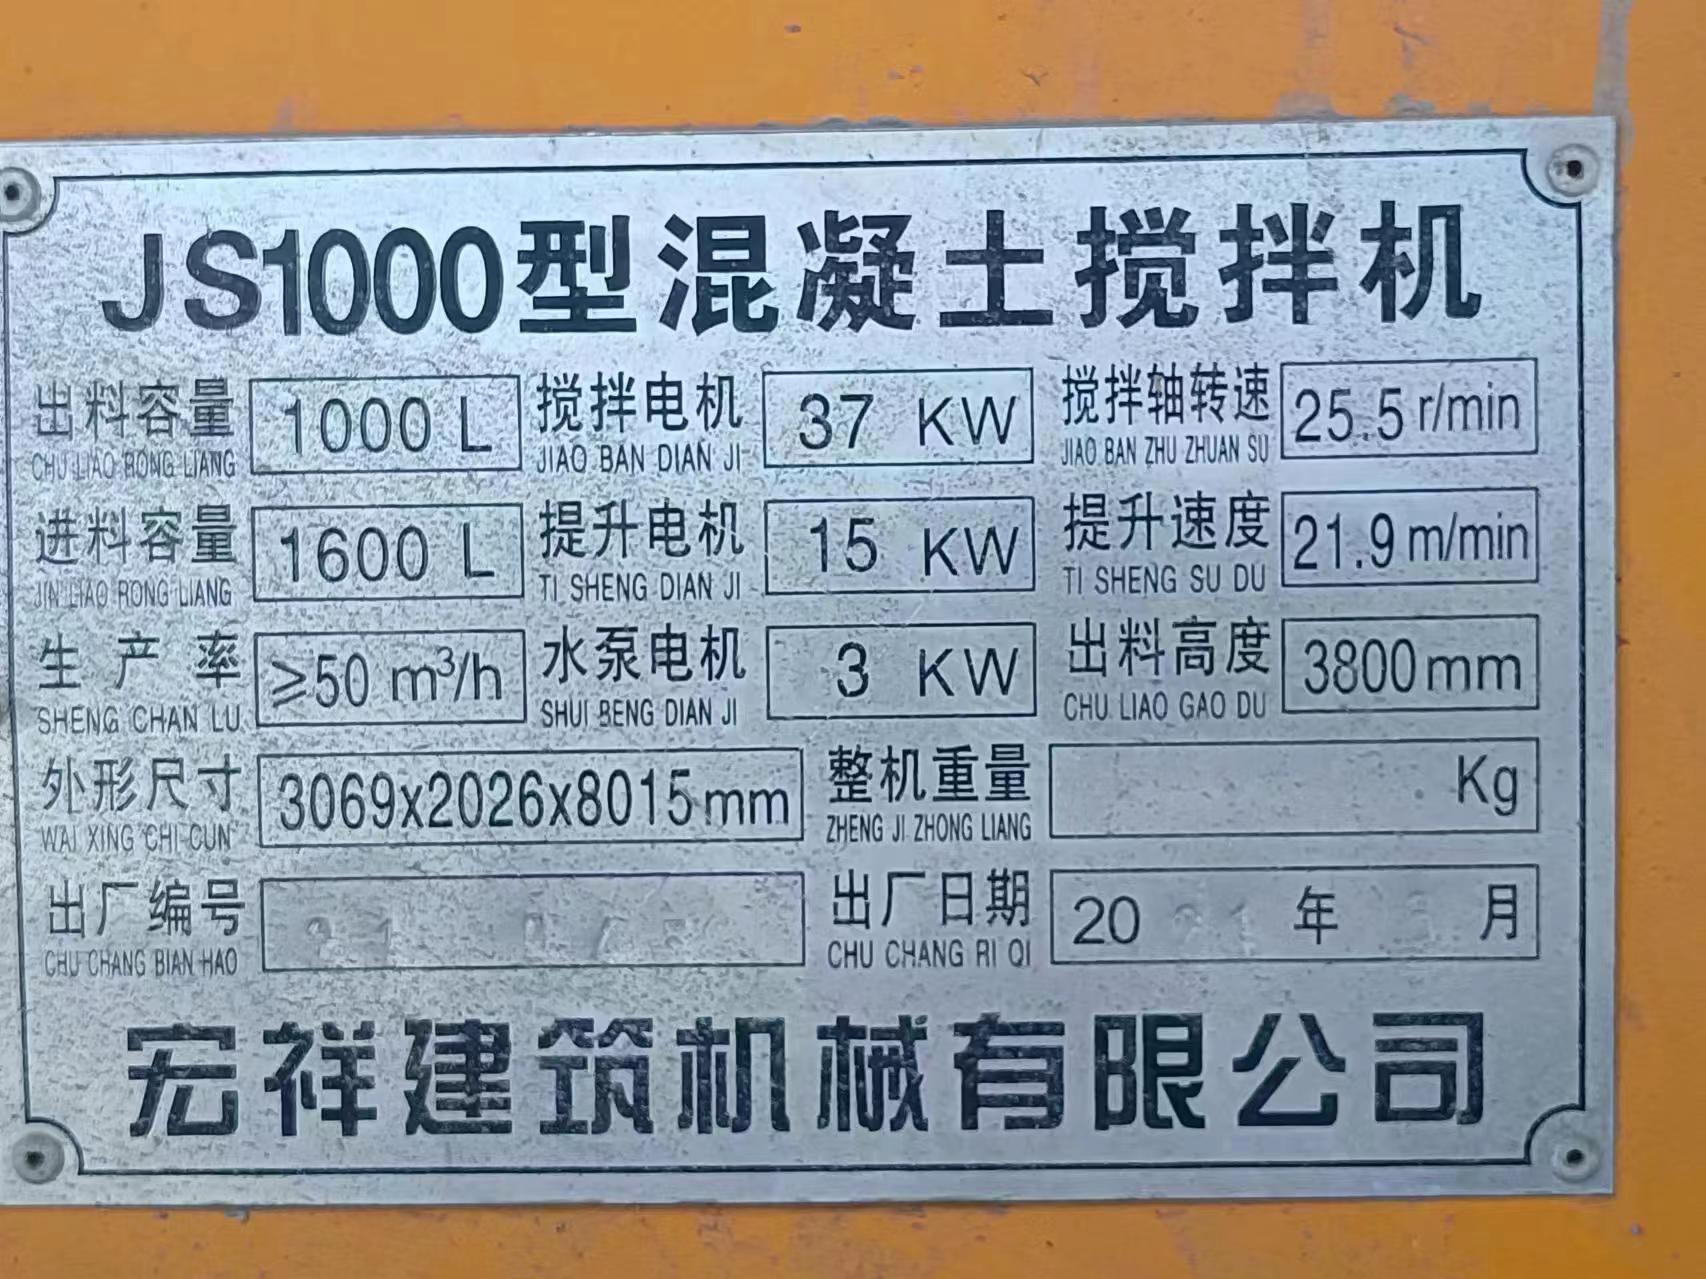 JS1000型混凝土搅拌机
出料容量 1000 L 搅拌电机 37 KW 搅拌轴转速 25.5 r/min
CHU LIAO RONG LIANG JIAO BAN DIAN JI JIAO BAN ZHU ZHUAN SU
进料容量 1600 L 提升电机 15 KW 提升速度 21.9 m/min
JIN LIAO RONG LIANG TI SHENG DIAN JI TI SHENG SU DU
生产率 ≥50 m³/h 水泵电机 3 KW 出料高度 3800mm
SHENG CHAN LU SHUI BENG DIAN JI CHU LIAO GAO DU
外形尺寸 3069x2026x8015mm 整机重量 Kg
WAI XING CHI CUN ZHENG JI ZHONG LIANG
出厂编号 出厂日期 20 21 年 月
CHU CHANG BIAN HAO CHU CHANG RI QI
宏祥建筑机械有限公司